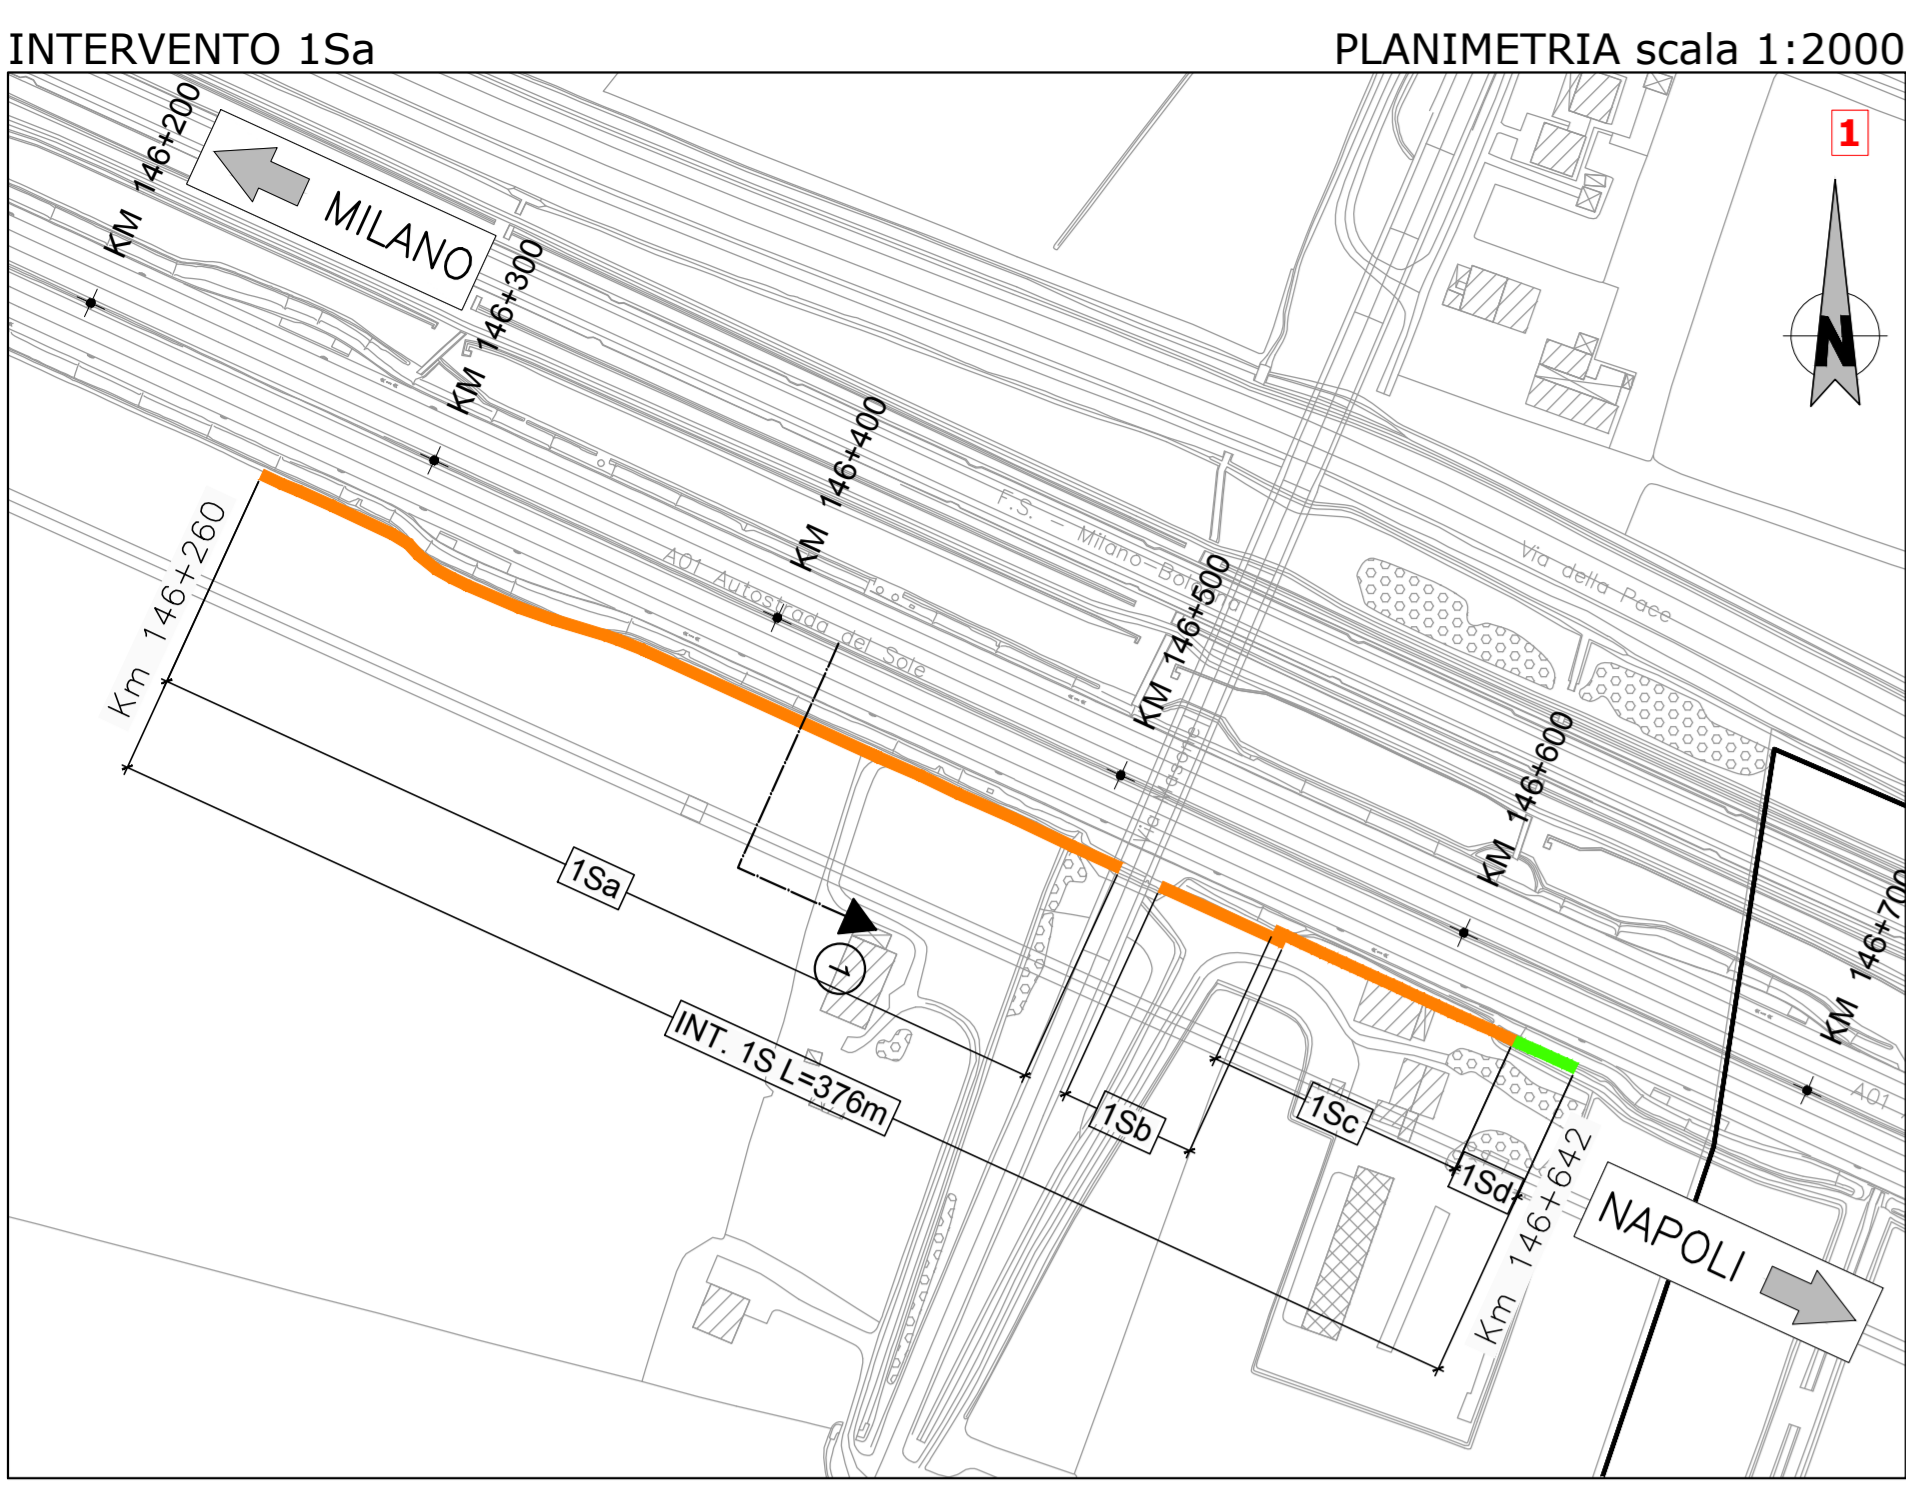 INTERVENTO 1Sa
PLANIMETRIA scala 1:2000
1
KM 146+200
MILANO
KM 146+300
N
KM 146+400
F.S. - Milano-Bol
KM 146+500
Via della Pace
A01 Autostrada del Sole
Km 146+260
KM 146+600
Via
KM 146+700
1Sa
1
INT. 1S L=376m
1Sb
1Sc
1Sd
A01
Km 146+642
NAPOLI